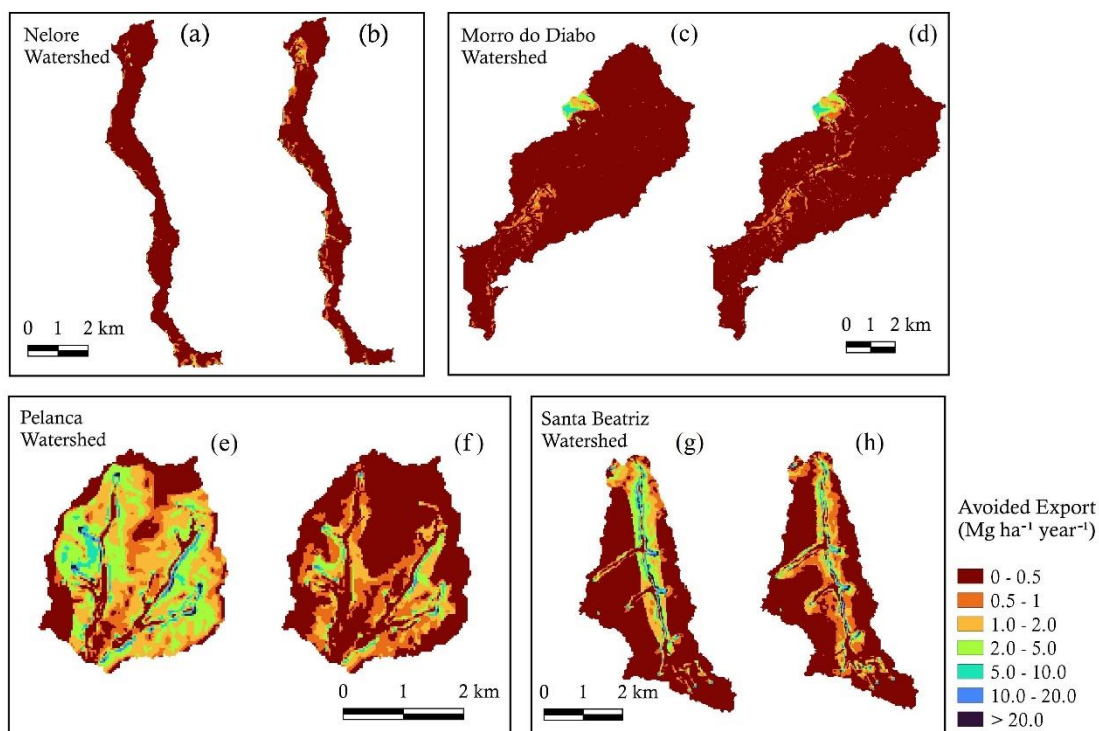 Nelore
Watershed
(a)
(b)
0 1 2 km
Morro do Diabo
Watershed
(c)
(d)
0 1 2 km
Pelanca
Watershed
(e)
(f)
0 1 2 km
Santa Beatriz
Watershed
(g)
(h)
0 1 2 km
Avoided Export
(Mg ha⁻¹ year⁻¹)
0 - 0.5
0.5 - 1
1.0 - 2.0
2.0 - 5.0
5.0 - 10.0
10.0 - 20.0
> 20.0